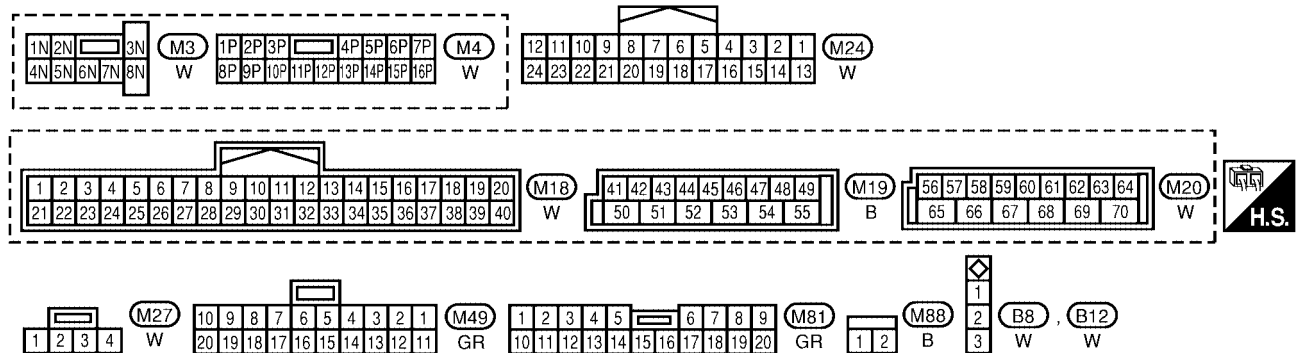 1N 2N 3N M3 1P 2P 3P 4P 5P 6P 7P M4 12 11 10 9 8 7 6 5 4 3 2 1 M24
4N 5N 6N 7N 8N W 8P 9P 10P 11P 12P 13P 14P 15P 16P W 24 23 22 21 20 19 18 17 16 15 14 13 W
1 2 3 4 5 6 7 8 9 10 11 12 13 14 15 16 17 18 19 20 M18 41 42 43 44 45 46 47 48 49 M19 56 57 58 59 60 61 62 63 64 M20
21 22 23 24 25 26 27 28 29 30 31 32 33 34 35 36 37 38 39 40 W 50 51 52 53 54 55 B 65 66 67 68 69 70 W H.S.
1
M27 10 9 8 7 6 5 4 3 2 1 M49 1 2 3 4 5 6 7 8 9 M81 M88 2 B8 , B12
1 2 3 4 W 20 19 18 17 16 15 14 13 12 11 GR 10 11 12 13 14 15 16 17 18 19 20 GR 1 2 B 3 W W